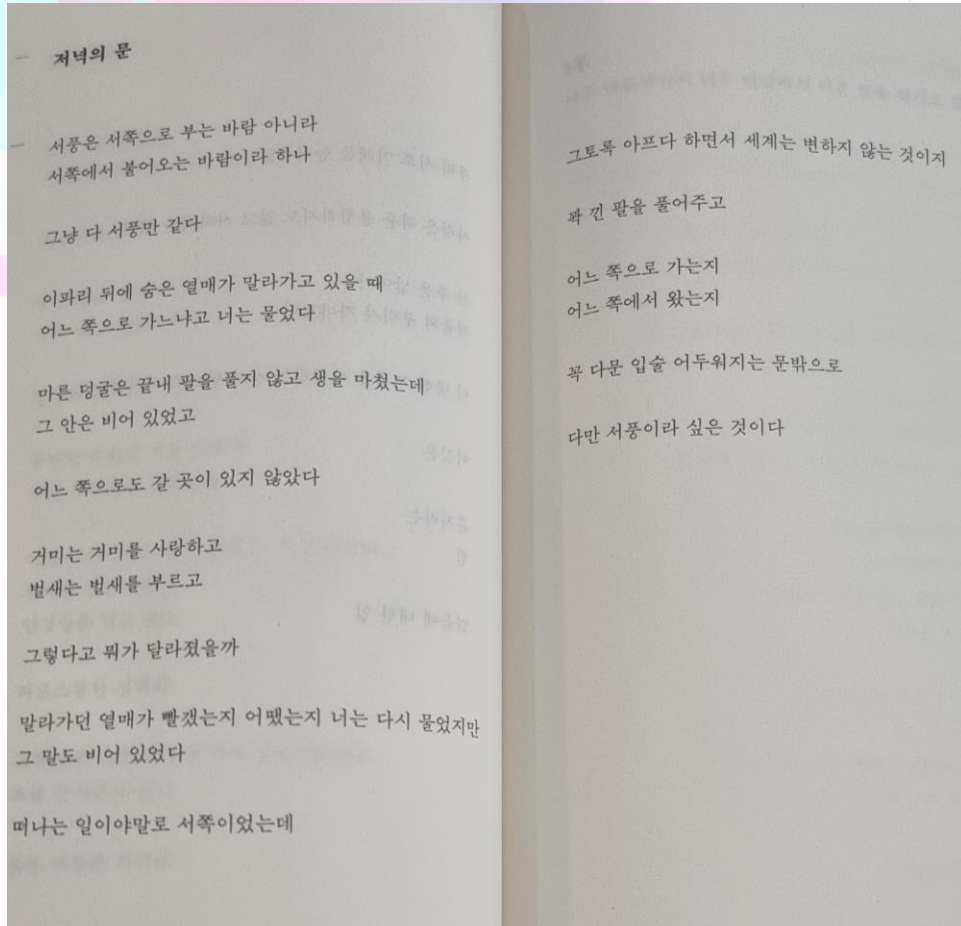 저녁의 문
서풍은 서쪽으로 부는 바람 아니라
서쪽에서 불어오는 바람이라 하나
그냥 다 서풍만 같다
이파리 뒤에 숨은 열매가 말라가고 있을 때
어느 쪽으로 가느냐고 너는 물었다
마른 덩굴은 끝내 팔을 풀지 않고 생을 마쳤는데
그 안은 비어 있었고
어느 쪽으로도 갈 곳이 있지 않았다
거미는 거미를 사랑하고
벌새는 벌새를 부르고
그렇다고 뭐가 달라졌을까
말라가던 열매가 빨갰는지 어땠는지 너는 다시 물었지만
그 말도 비어 있었다
떠나는 일이야말로 서쪽이었는데
그토록 아프다 하면서 세계는 변하지 않는 것이지
꽉 낀 팔을 풀어주고
어느 쪽으로 가는지
어느 쪽에서 왔는지
꼭 다문 입술 어두워지는 문밖으로
다만 서풍이라 싶은 것이다